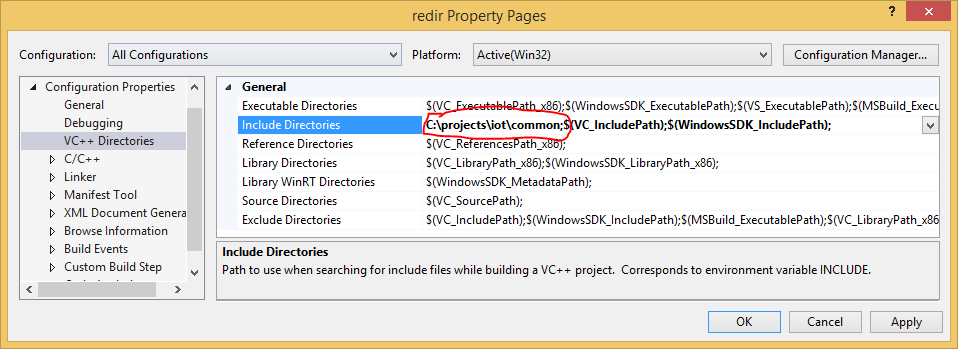 redir Property Pages
?
Configuration: All Configurations Platform: Active(Win32) Configuration Manager...
Configuration Properties
General
Debugging
VC++ Directories
C/C++
Linker
Manifest Tool
XML Document Genera
Browse Information
Build Events
Custom Build Step
General
Executable Directories $(VC_ExecutablePath_x86);$(WindowsSDK_ExecutablePath);$(VS_ExecutablePath);$(MSBuild_Execu
Include Directories C:\projects\iot\common;$(VC_IncludePath);$(WindowsSDK_IncludePath);
Reference Directories $(VC_ReferencesPath_x86);
Library Directories $(VC_LibraryPath_x86);$(WindowsSDK_LibraryPath_x86);
Library WinRT Directories $(WindowsSDK_MetadataPath);
Source Directories $(VC_SourcePath);
Exclude Directories $(VC_IncludePath);$(WindowsSDK_IncludePath);$(MSBuild_ExecutablePath);$(VC_LibraryPath_x86
Include Directories
Path to use when searching for include files while building a VC++ project. Corresponds to environment variable INCLUDE.
OK Cancel Apply